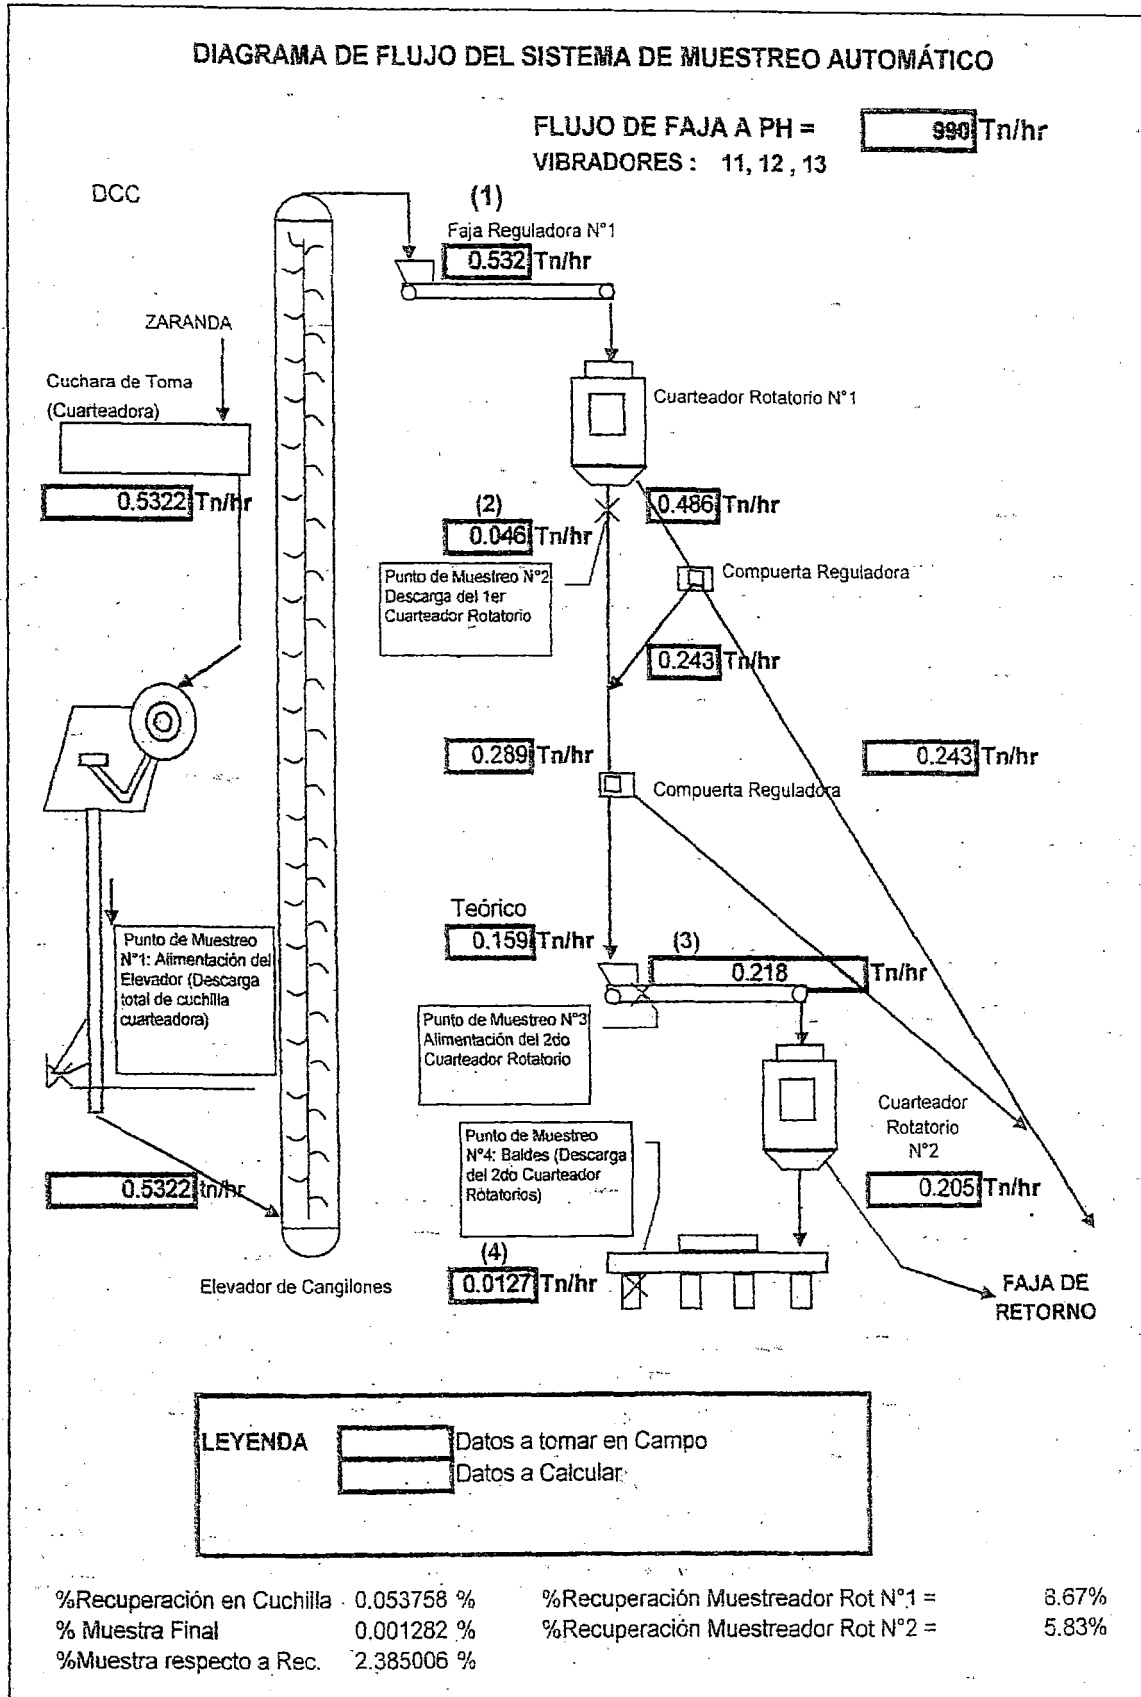 DIAGRAMA DE FLUJO DEL SISTEMA DE MUESTREO AUTOMÁTICO
FLUJO DE FAJA A PH = 990 Tn/hr
VIBRADORES : 11, 12 , 13
DCC
(1)
Faja Reguladora N°1
0.532 Tn/hr
ZARANDA
Cuchara de Toma
(Cuarteadora)
0.5322 Tn/hr
Cuarteador Rotatorio N°1
(2)
0.046 Tn/hr
0.486 Tn/hr
Punto de Muestreo N°2
Descarga del 1er
Cuarteador Rotatorio
Compuerta Reguladora
0.243 Tn/hr
0.289 Tn/hr
0.243 Tn/hr
Compuerta Reguladora
Teórico
0.159 Tn/hr
(3)
0.218 Tn/hr
Punto de Muestreo
N°1: Alimentación del
Elevador (Descarga
total de cuchilla
cuarteadora)
Punto de Muestreo N°3
Alimentación del 2do
Cuarteador Rotatorio
Cuarteador
Rotatorio
N°2
Punto de Muestreo
N°4: Baldes (Descarga
del 2do Cuarteador
Rotatorios)
0.5322 tn/hr
0.205 Tn/hr
(4)
0.0127 Tn/hr
Elevador de Cangilones
FAJA DE
RETORNO
LEYENDA
Datos a tomar en Campo
Datos a Calcular
%Recuperación en Cuchilla 0.053758 % %Recuperación Muestreador Rot N°1 = 8.67%
% Muestra Final 0.001282 % %Recuperación Muestreador Rot N°2 = 5.83%
%Muestra respecto a Rec. 2.385006 %